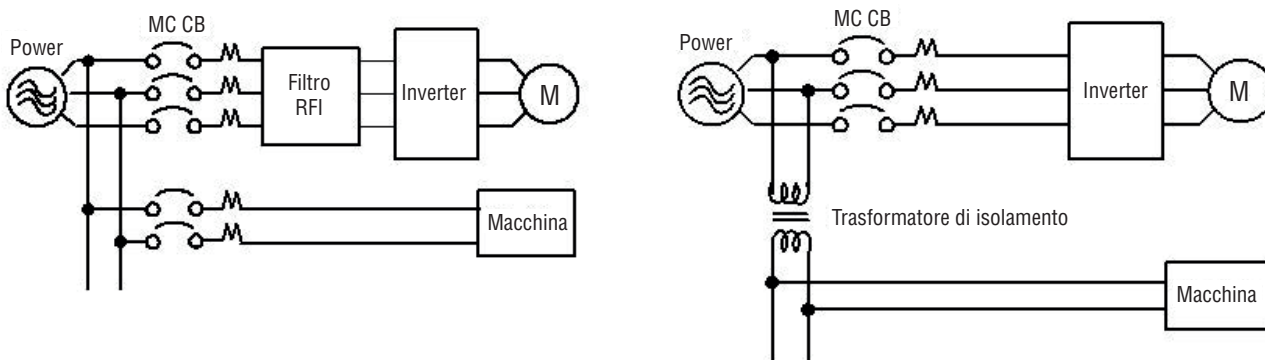 MC CB
Power
Filtro
RFI
Inverter
M
Macchina
MC CB
Power
Inverter
M
Trasformatore di isolamento
Macchina